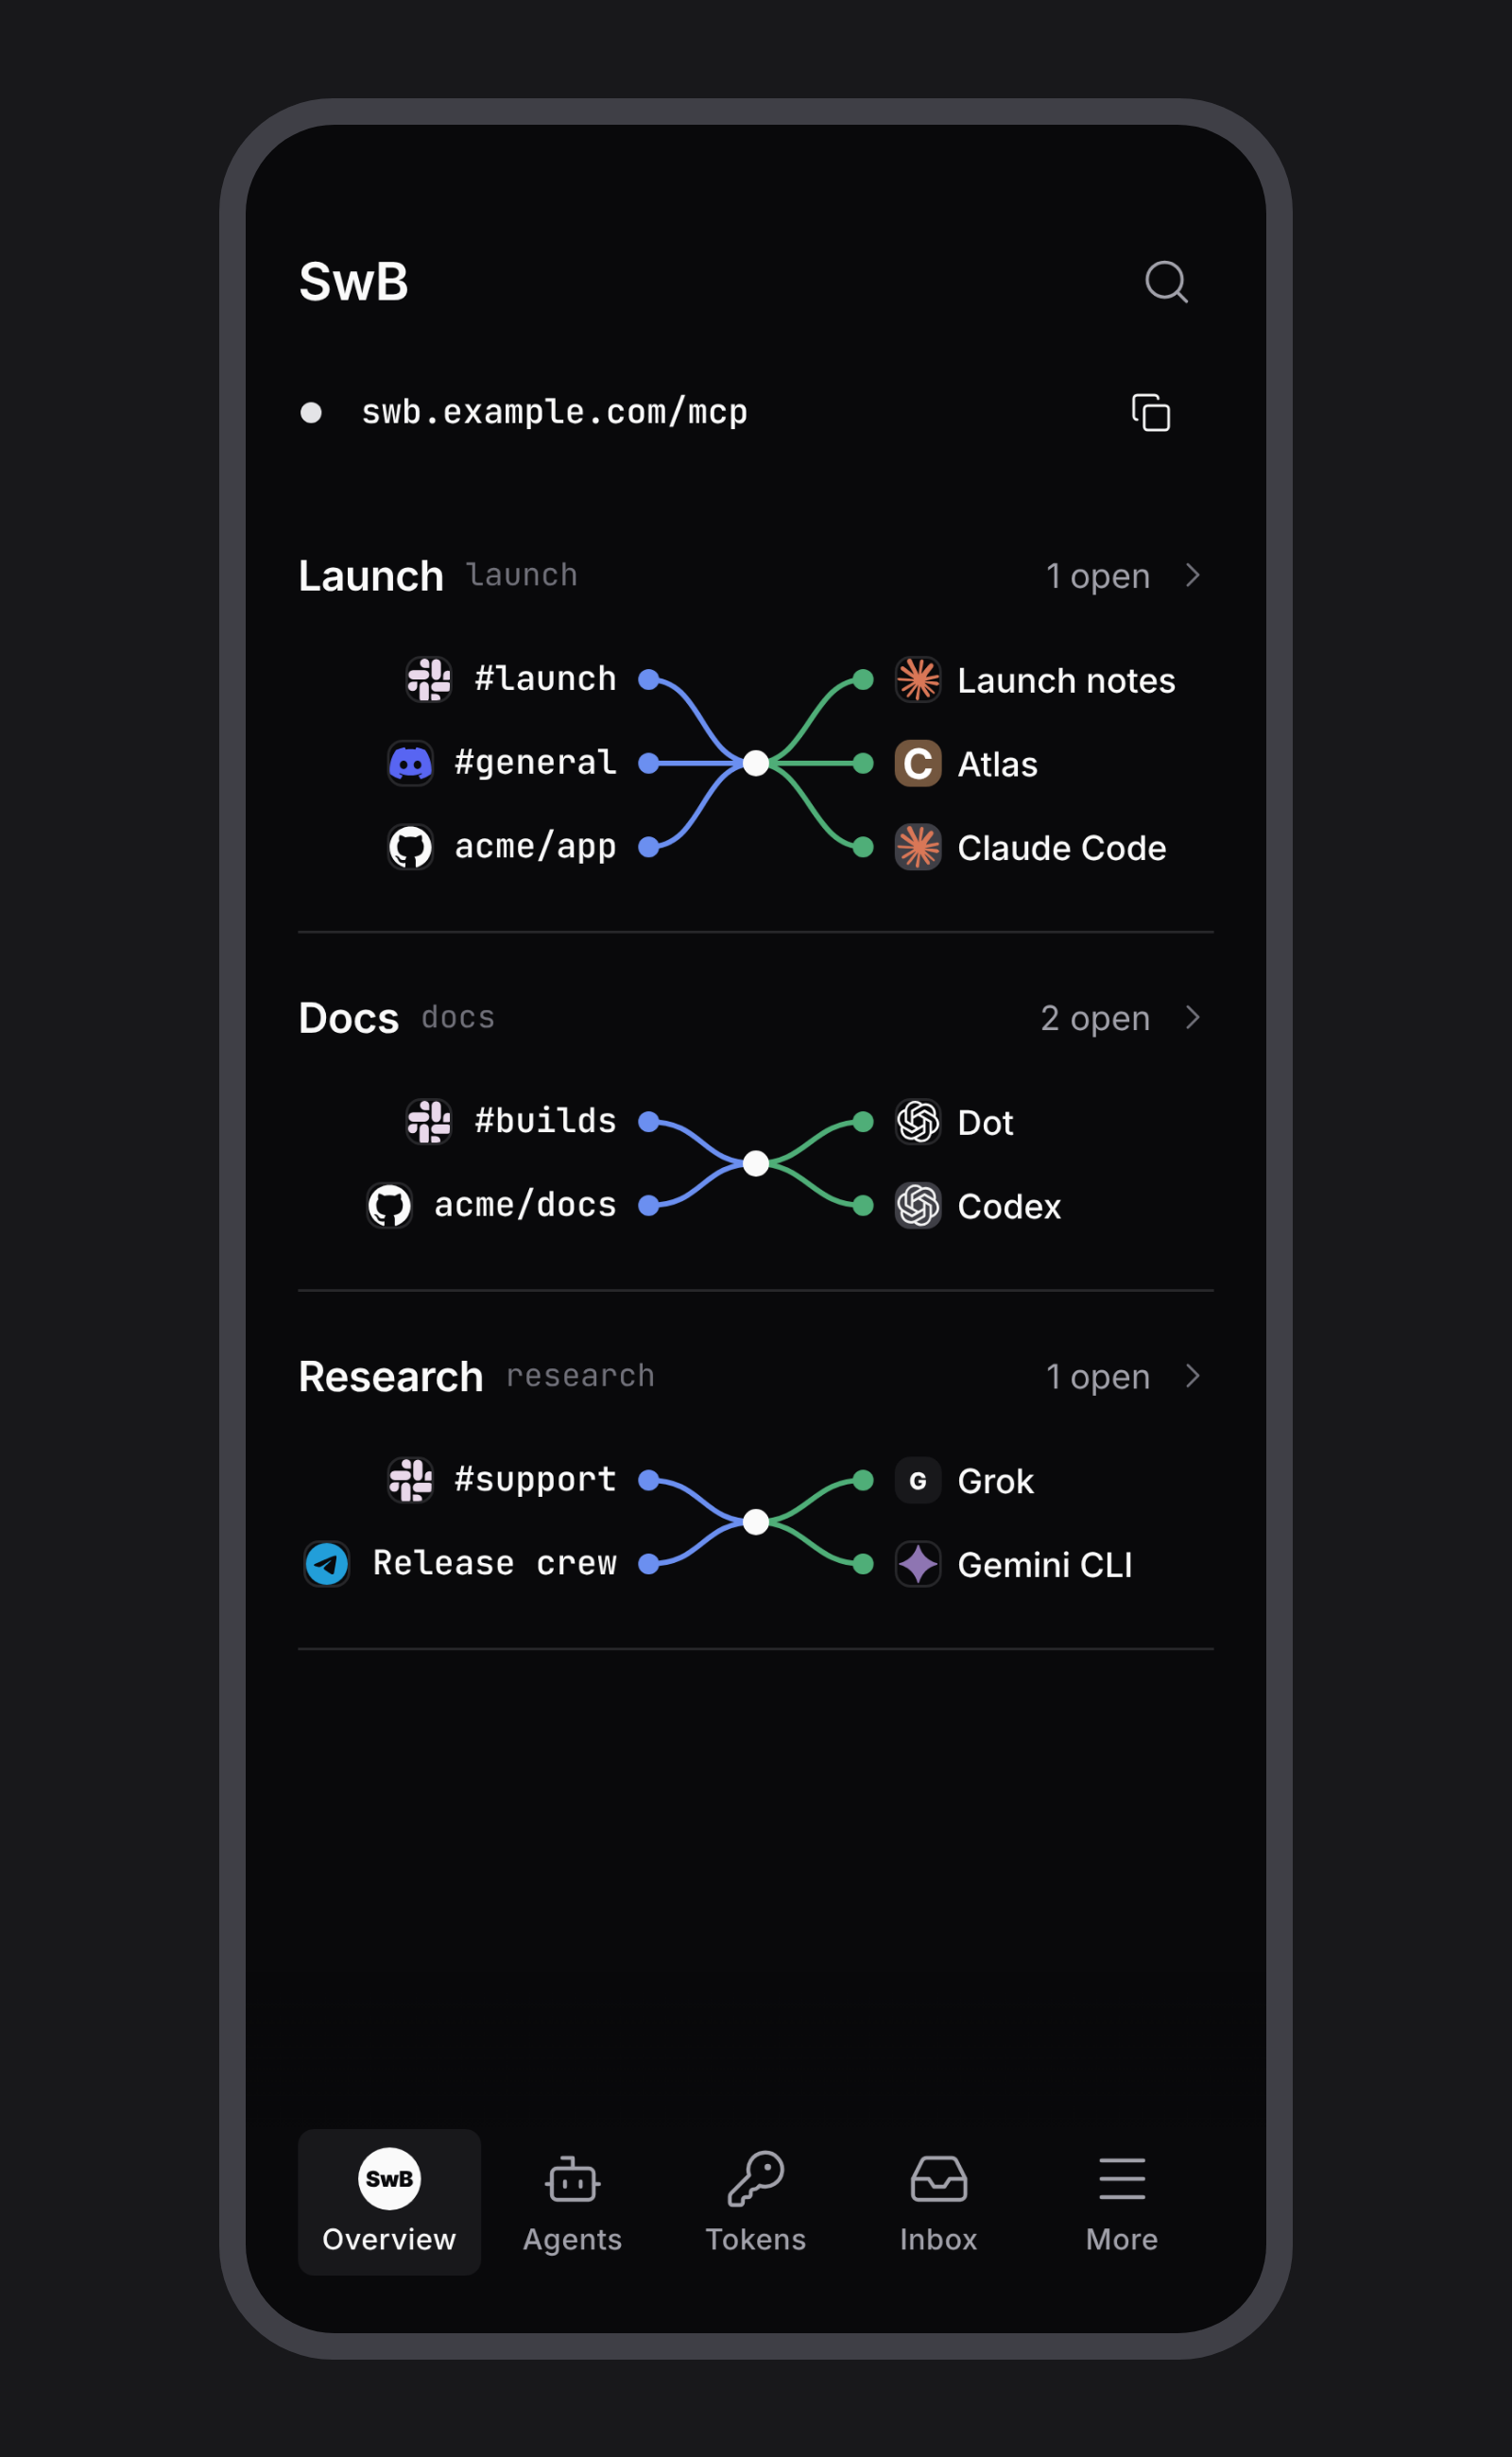 SwB
swb.example.com/mcp
Launch launch 1 open
#launch Launch notes
#general C Atlas
acme/app Claude Code
Docs docs 2 open
#builds Dot
acme/docs Codex
Research research 1 open
#support G Grok
Release crew Gemini CLI
SwB
Overview Agents Tokens Inbox More